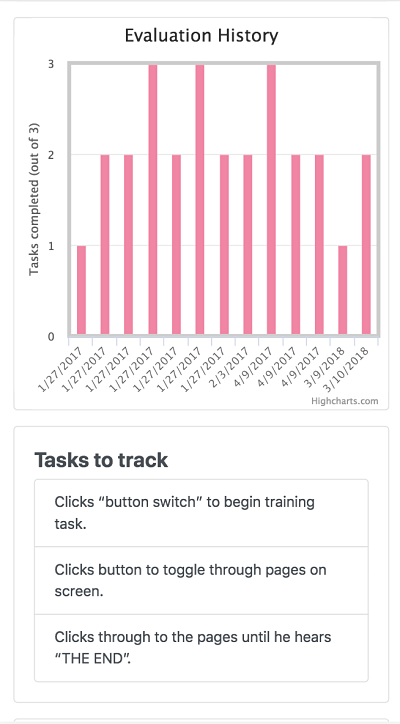 Evaluation History
Tasks completed (out of 3)
3
2
1
0
1/27/2017
1/27/2017
1/27/2017
1/27/2017
1/27/2017
1/27/2017
1/27/2017
2/3/2017
4/9/2017
4/9/2017
4/9/2017
3/9/2018
3/10/2018
Highcharts.com
Tasks to track
Clicks “button switch” to begin training
task.
Clicks button to toggle through pages on
screen.
Clicks through to the pages until he hears
“THE END”.